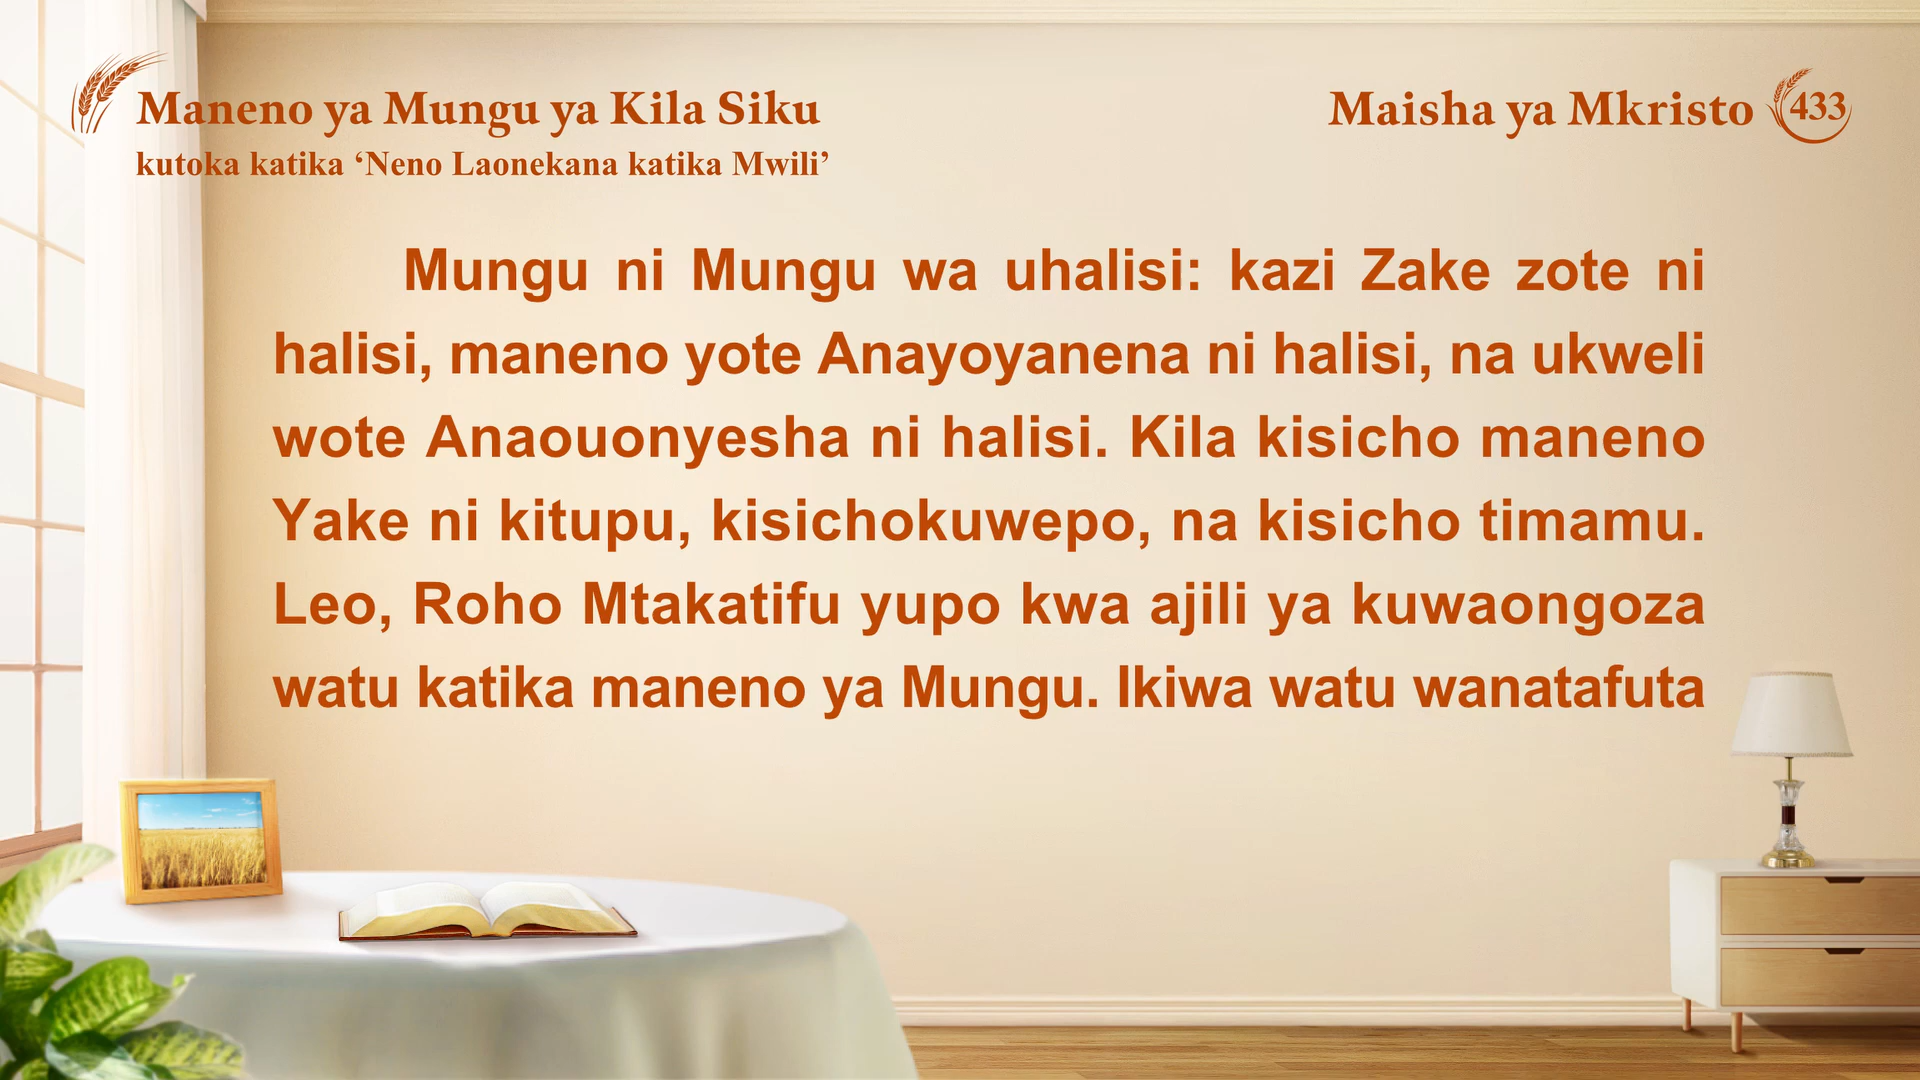 Maneno ya Mungu ya Kila Siku
kutoka katika ‘Neno Laonekana katika Mwili’
Maisha ya Mkristo 433
Mungu ni Mungu wa uhalisi: kazi Zake zote ni
halisi, maneno yote Anayoyanena ni halisi, na ukweli
wote Anaouonyesha ni halisi. Kila kisicho maneno
Yake ni kitupu, kisichokuwepo, na kisicho timamu.
Leo, Roho Mtakatifu yupo kwa ajili ya kuwaongoza
watu katika maneno ya Mungu. Ikiwa watu wanatafuta